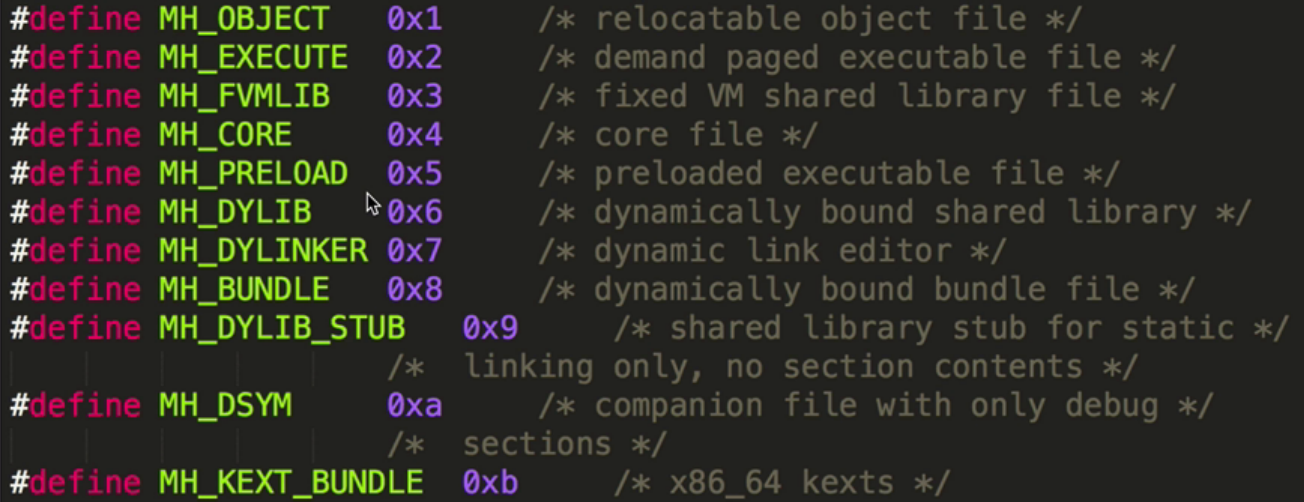 #define MH_OBJECT   0x1     /* relocatable object file */
#define MH_EXECUTE  0x2     /* demand paged executable file */
#define MH_FVMLIB   0x3     /* fixed VM shared library file */
#define MH_CORE     0x4     /* core file */
#define MH_PRELOAD  0x5     /* preloaded executable file */
#define MH_DYLIB    0x6     /* dynamically bound shared library */
#define MH_DYLINKER 0x7     /* dynamic link editor */
#define MH_BUNDLE   0x8     /* dynamically bound bundle file */
#define MH_DYLIB_STUB   0x9     /* shared library stub for static */
                    /*  linking only, no section contents */
#define MH_DSYM     0xa     /* companion file with only debug */
                    /*  sections */
#define MH_KEXT_BUNDLE  0xb     /* x86_64 kexts */